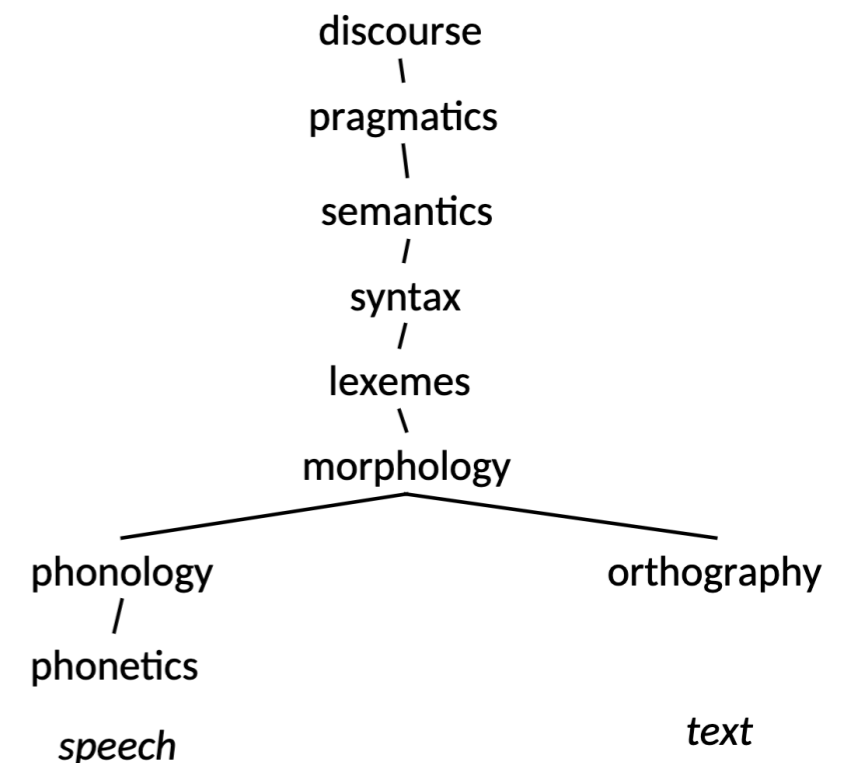 discourse
pragmatics
semantics
syntax
lexemes
morphology
phonology orthography
phonetics
text
speech